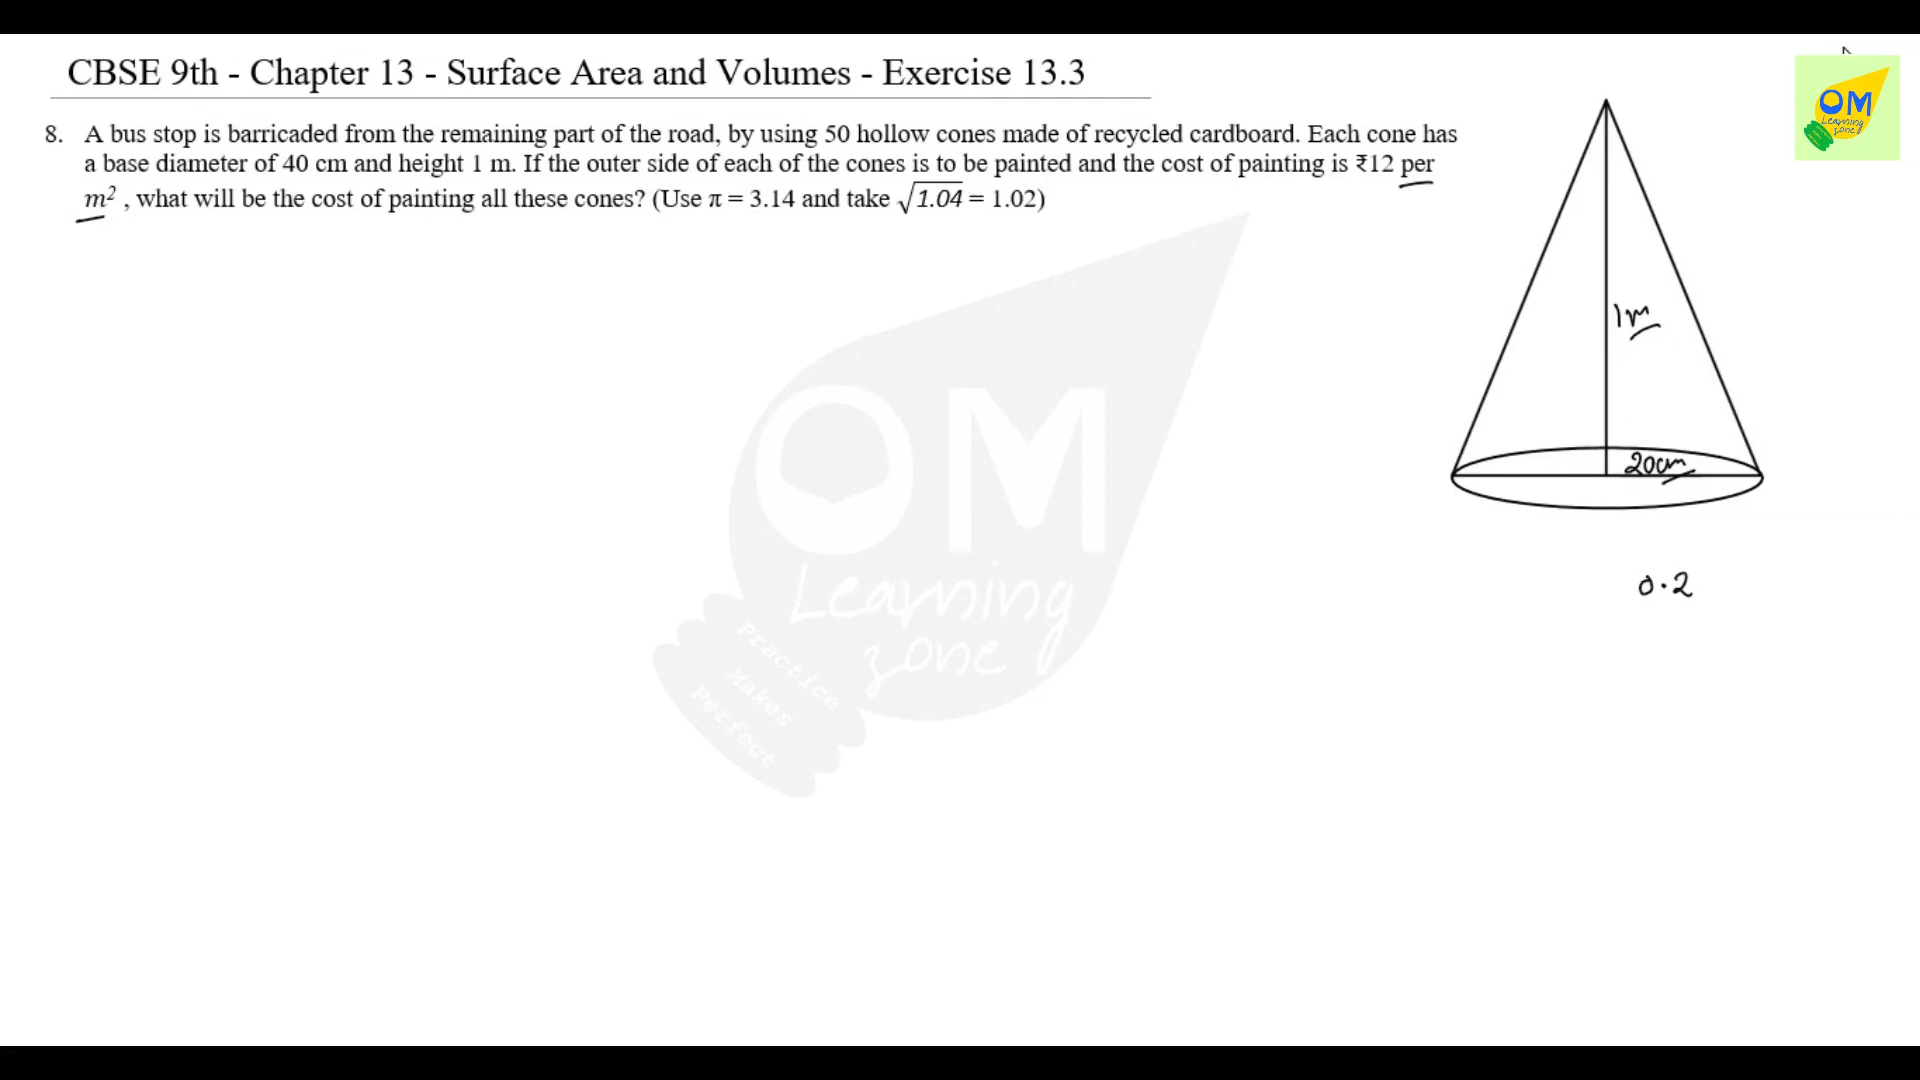 CBSE 9th - Chapter 13 - Surface Area and Volumes - Exercise 13.3
OM
Learning
zone
8. A bus stop is barricaded from the remaining part of the road, by using 50 hollow cones made of recycled cardboard. Each cone has
a base diameter of 40 cm and height 1 m. If the outer side of each of the cones is to be painted and the cost of painting is ₹12 per
m², what will be the cost of painting all these cones? (Use π = 3.14 and take √1.04 = 1.02)
1m
20cm
0.2
OM
Learning
zone
Practice
Makes
Perfect